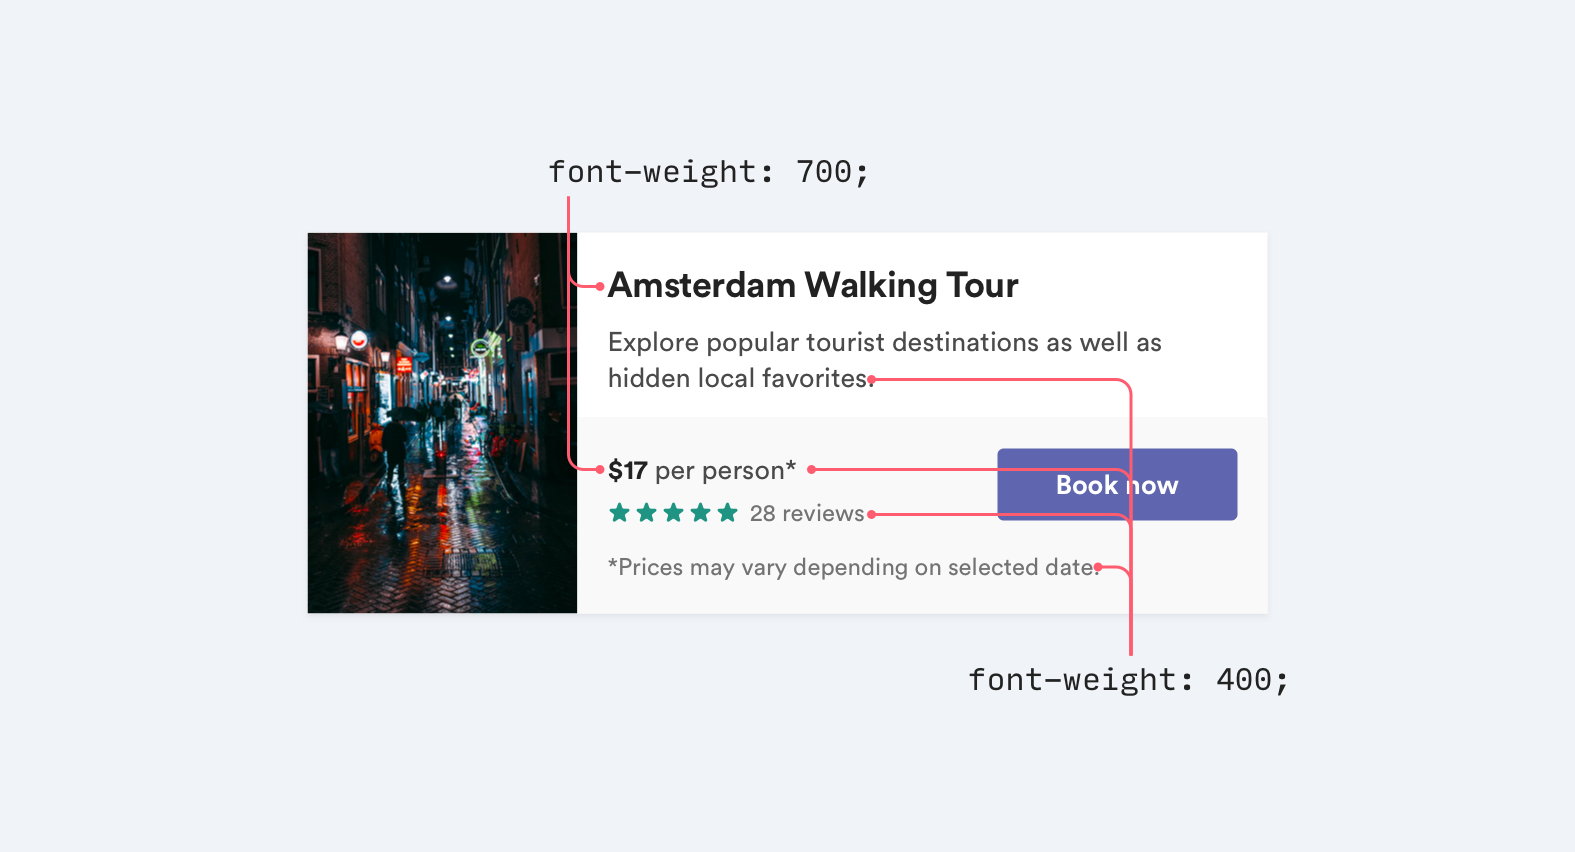 font-weight: 700;
Amsterdam Walking Tour
Explore popular tourist destinations as well as
hidden local favorites.
$17 per person*
28 reviews
Book now
*Prices may vary depending on selected date.
font-weight: 400;